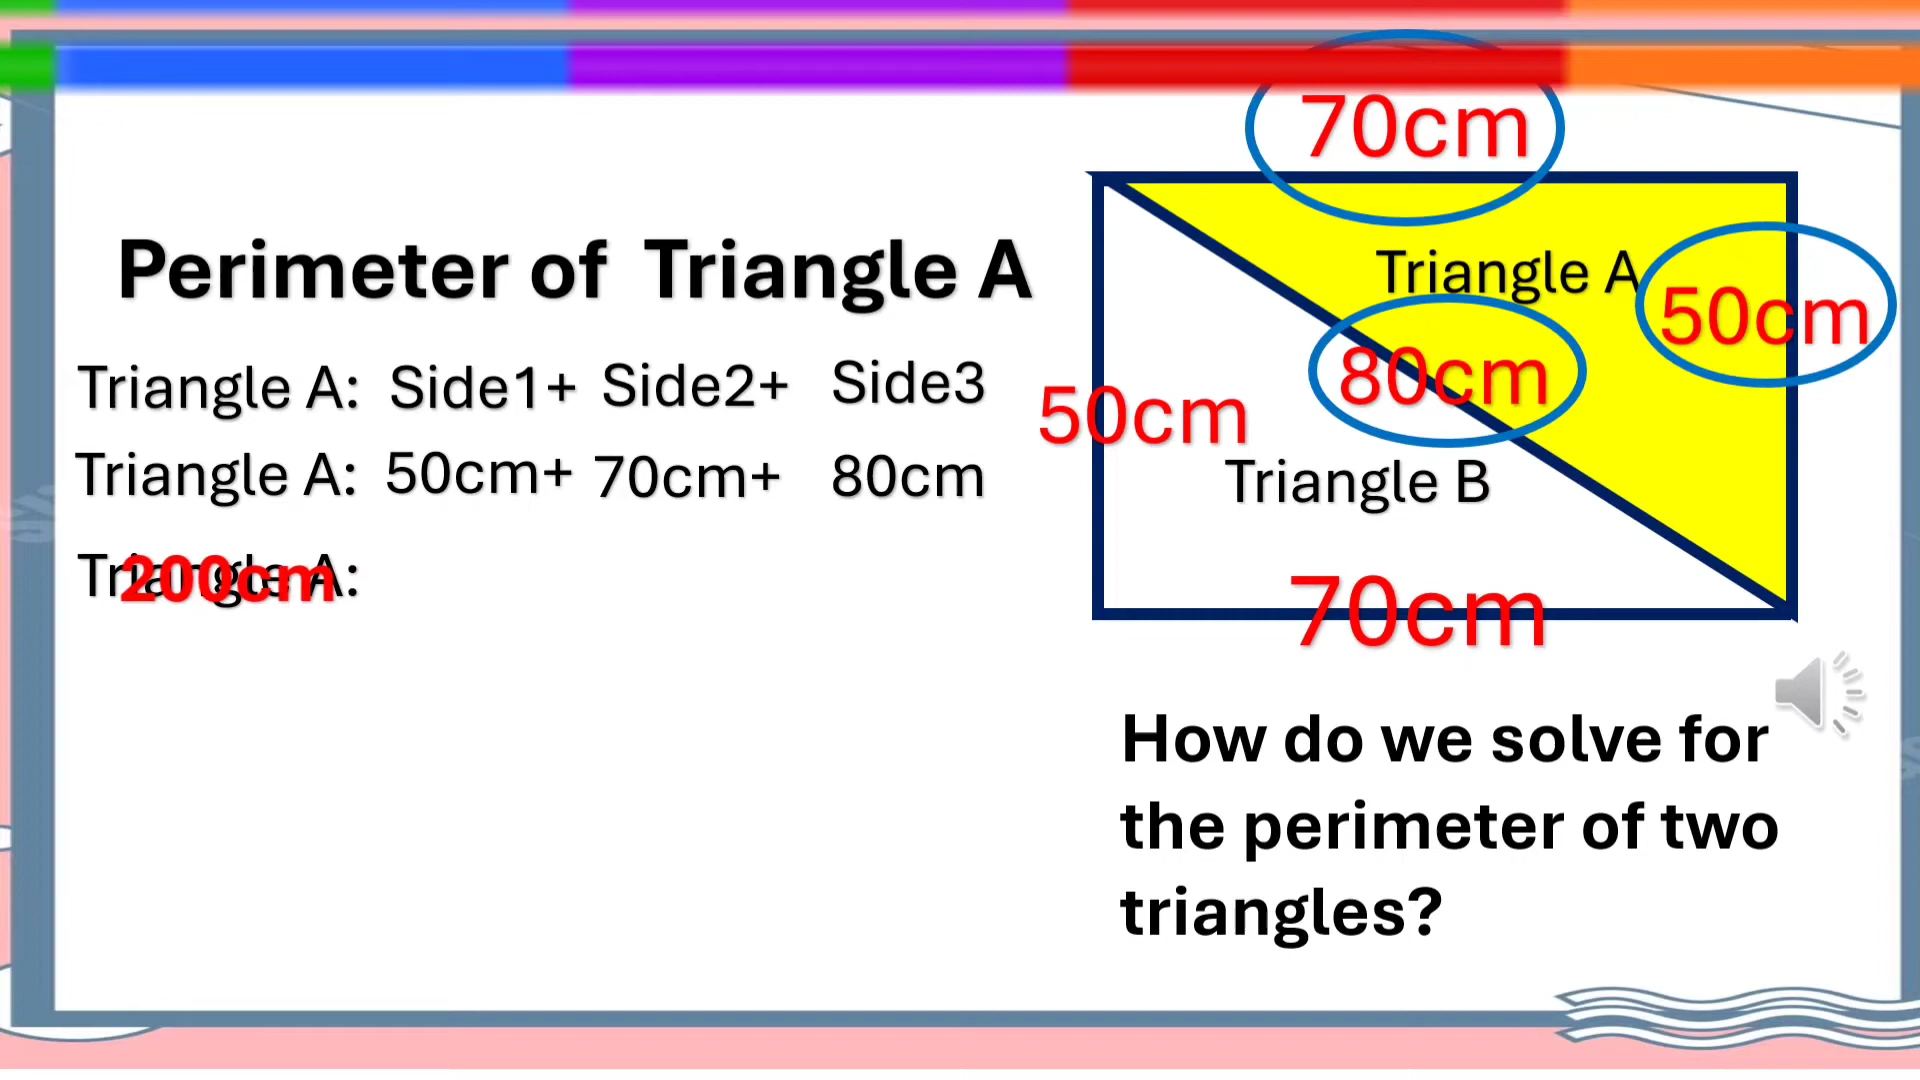 70cm
Perimeter of Triangle A
Triangle A
50cm
Triangle A: Side1+ Side2+ Side3
80cm
50cm
Triangle A: 50cm+ 70cm+ 80cm
Triangle B
Triangle A:
200cm
70cm
How do we solve for
the perimeter of two
triangles?